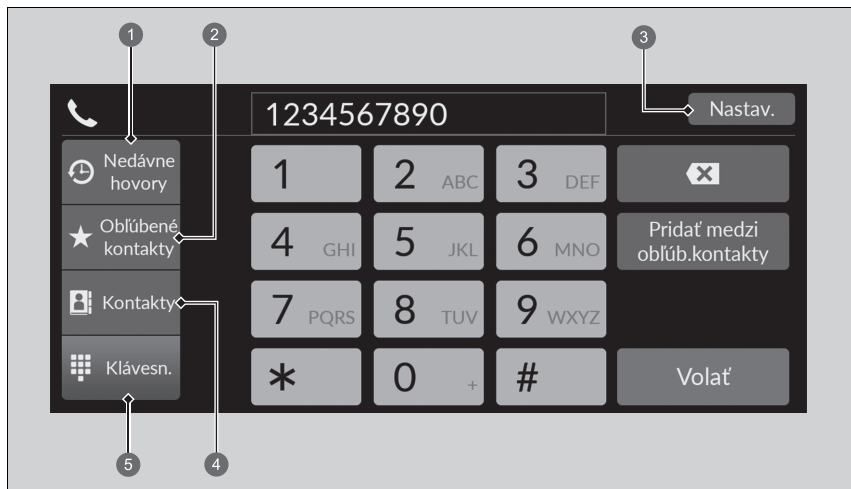 1 2 3
1234567890 Nastav.
Nedávne
hovory
Obľúbené
kontakty
Kontakty
Klávesn.
1 2 ABC 3 DEF
4 GHI 5 JKL 6 MNO
7 PQRS 8 TUV 9 WXYZ
* 0 + #
Pridať medzi
obľúb.kontakty
Volať
5 4